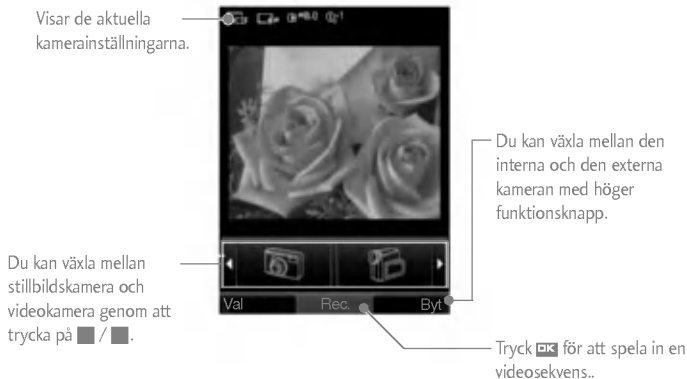 Visar de aktuella
kamerainställningarna.
Du kan växla mellan den
interna och den externa
kameran med höger
funktionsknapp.
Du kan växla mellan
stillbildskamera och
videokamera genom att
trycka på / .
Val Rec. Byt
Tryck OK för att spela in en
videosekvens..